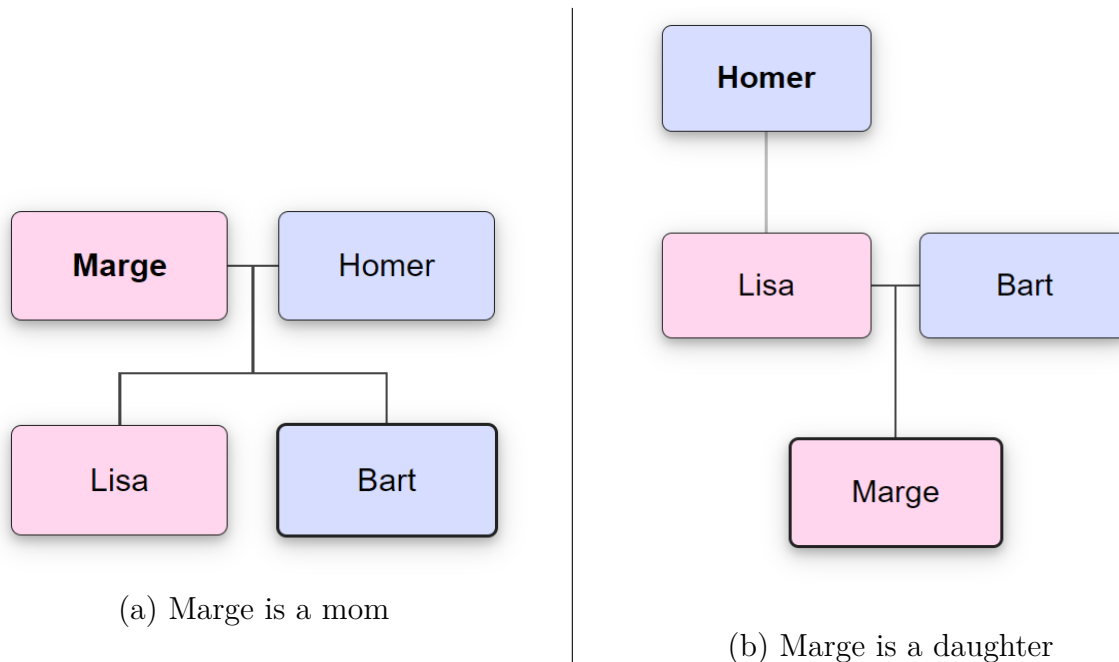 Marge
Homer
Lisa
Bart
(a) Marge is a mom
Homer
Lisa
Bart
Marge
(b) Marge is a daughter